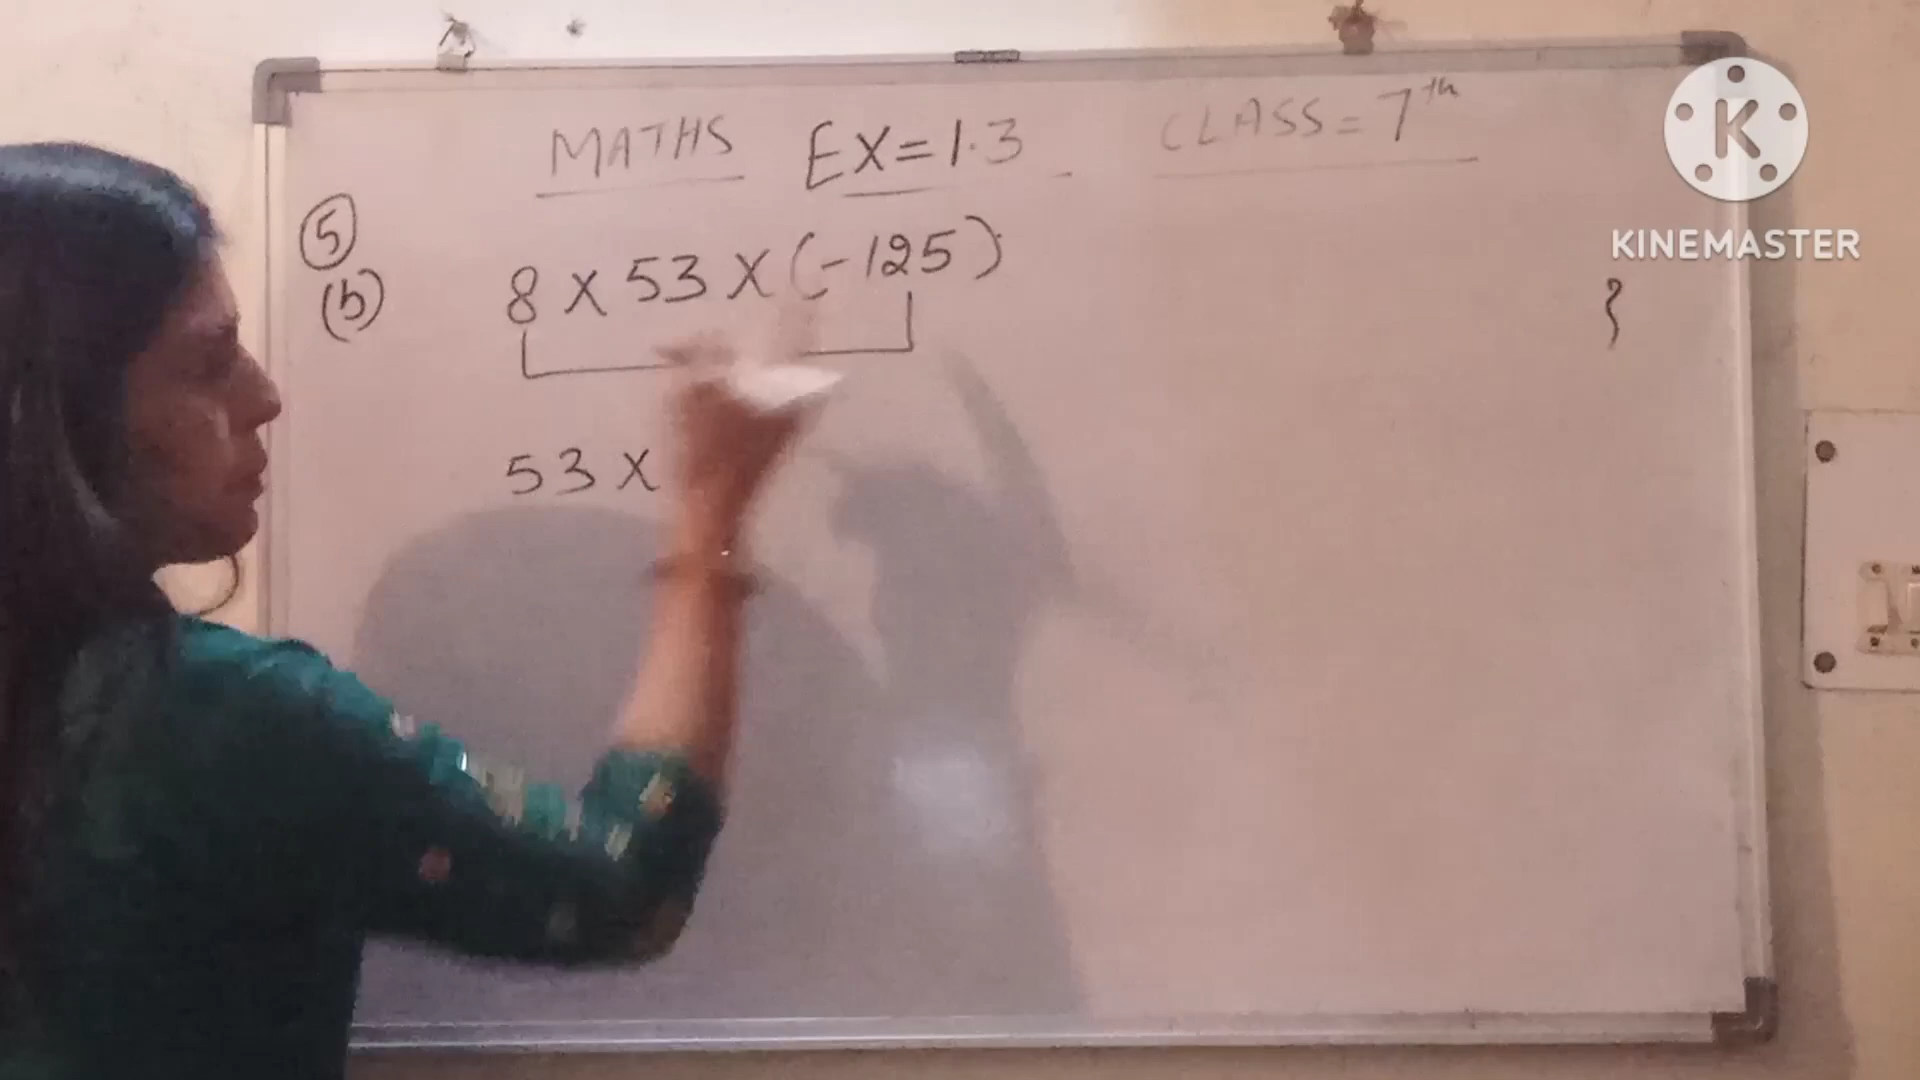 MATHS EX=1.3 CLASS=7th
5
(b) 8 X 53 X (-125)
53 X
K
KINEMASTER